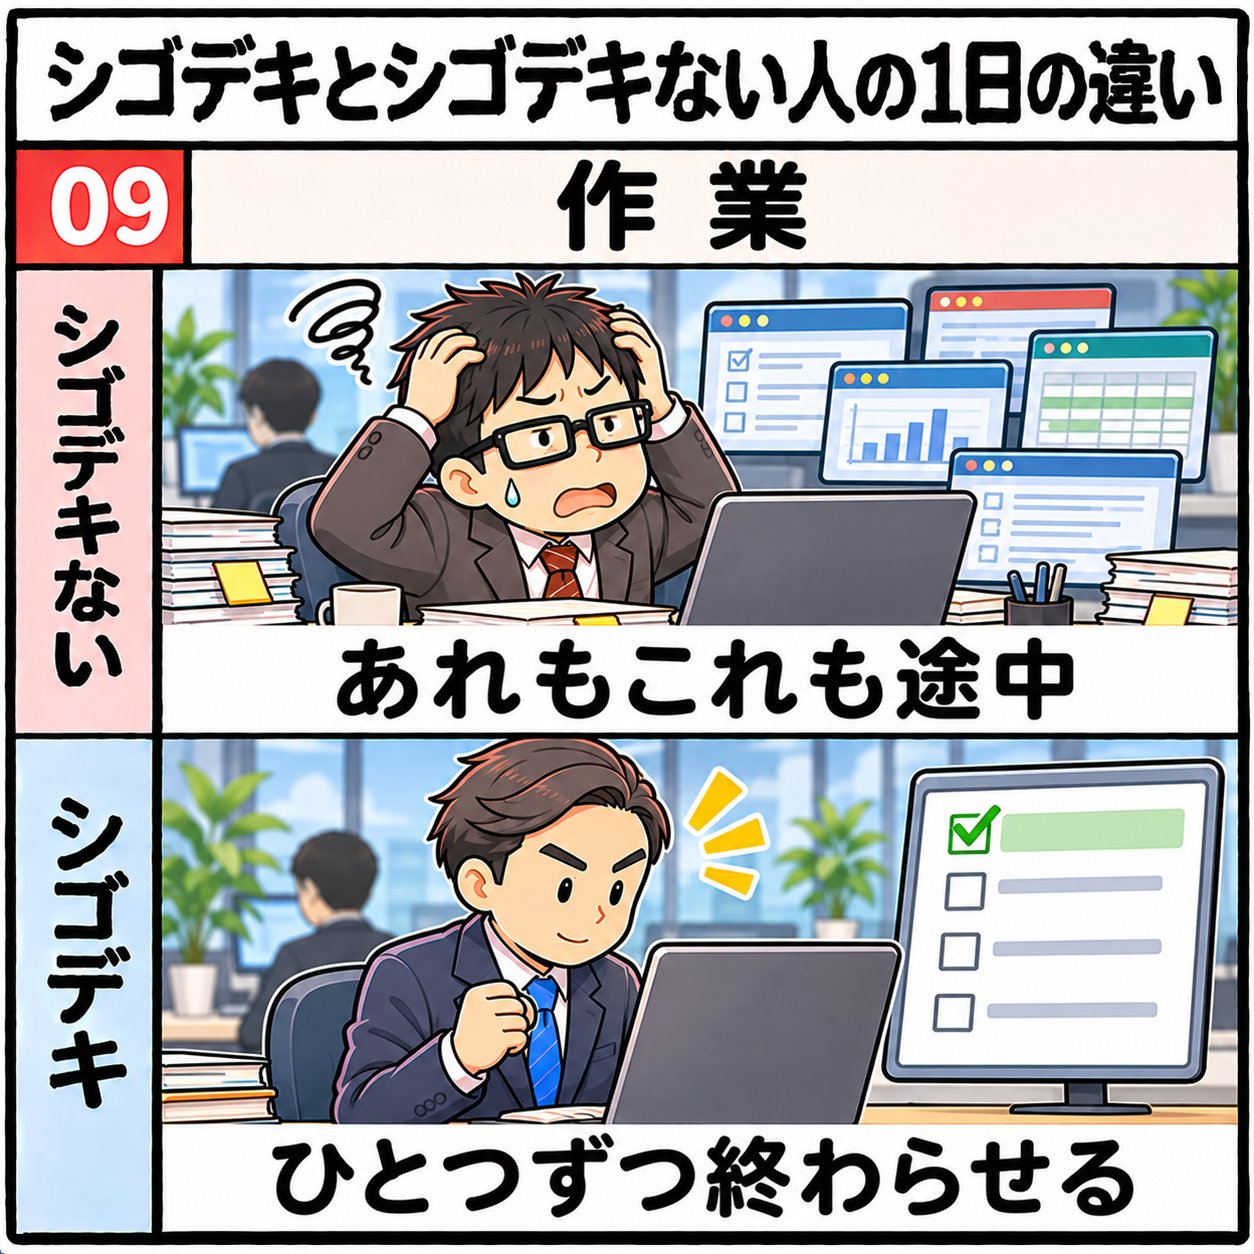 シゴデキとシゴデキない人の1日の違い
09
作業
シゴデキない
あれもこれも途中
シゴデキ
ひとつずつ終わらせる